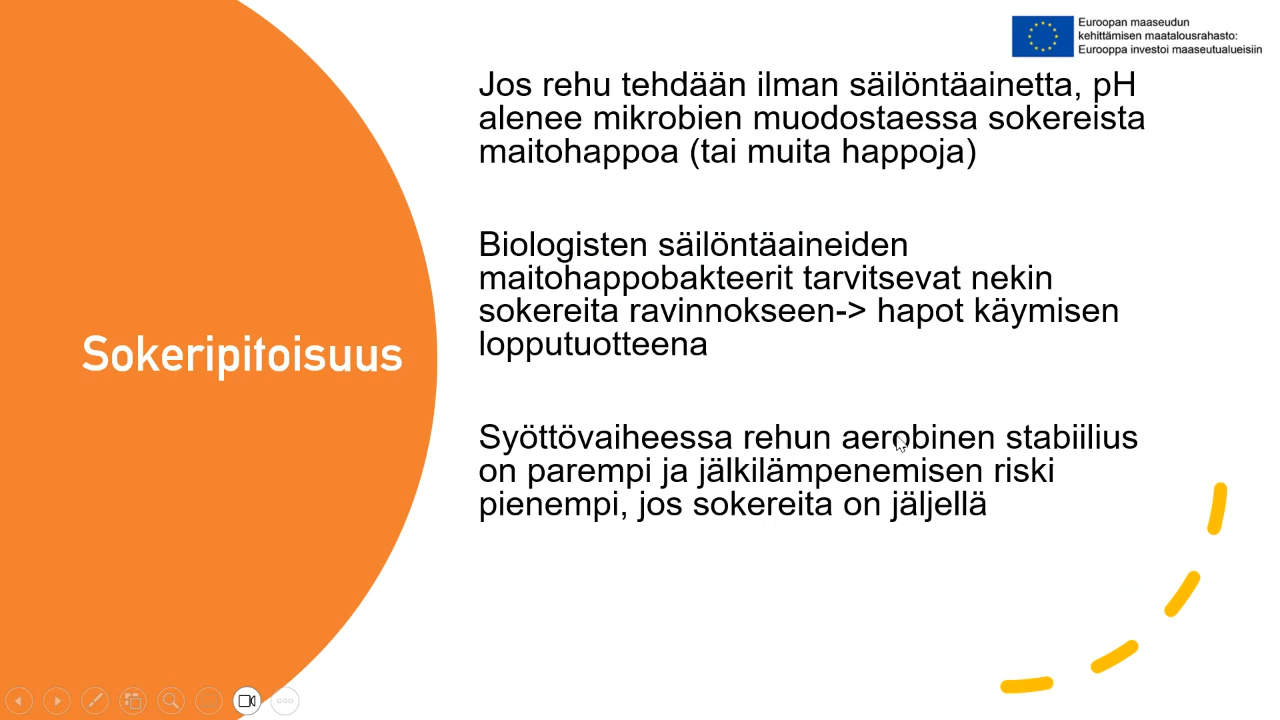 Euroopan maaseudun
kehittämisen maatalousrahasto:
Eurooppa investoi maaseutualueisiin
Jos rehu tehdään ilman säilöntäainetta, pH
alenee mikrobien muodostaessa sokereista
maitohappoa (tai muita happoja)
Biologisten säilöntäaineiden
maitohappobakteerit tarvitsevat nekin
sokereita ravinnokseen-> hapot käymisen
lopputuotteena
Sokeripitoisuus
Syöttövaiheessa rehun aerobinen stabiilius
on parempi ja jälkilämpenemisen riski
pienempi, jos sokereita on jäljellä